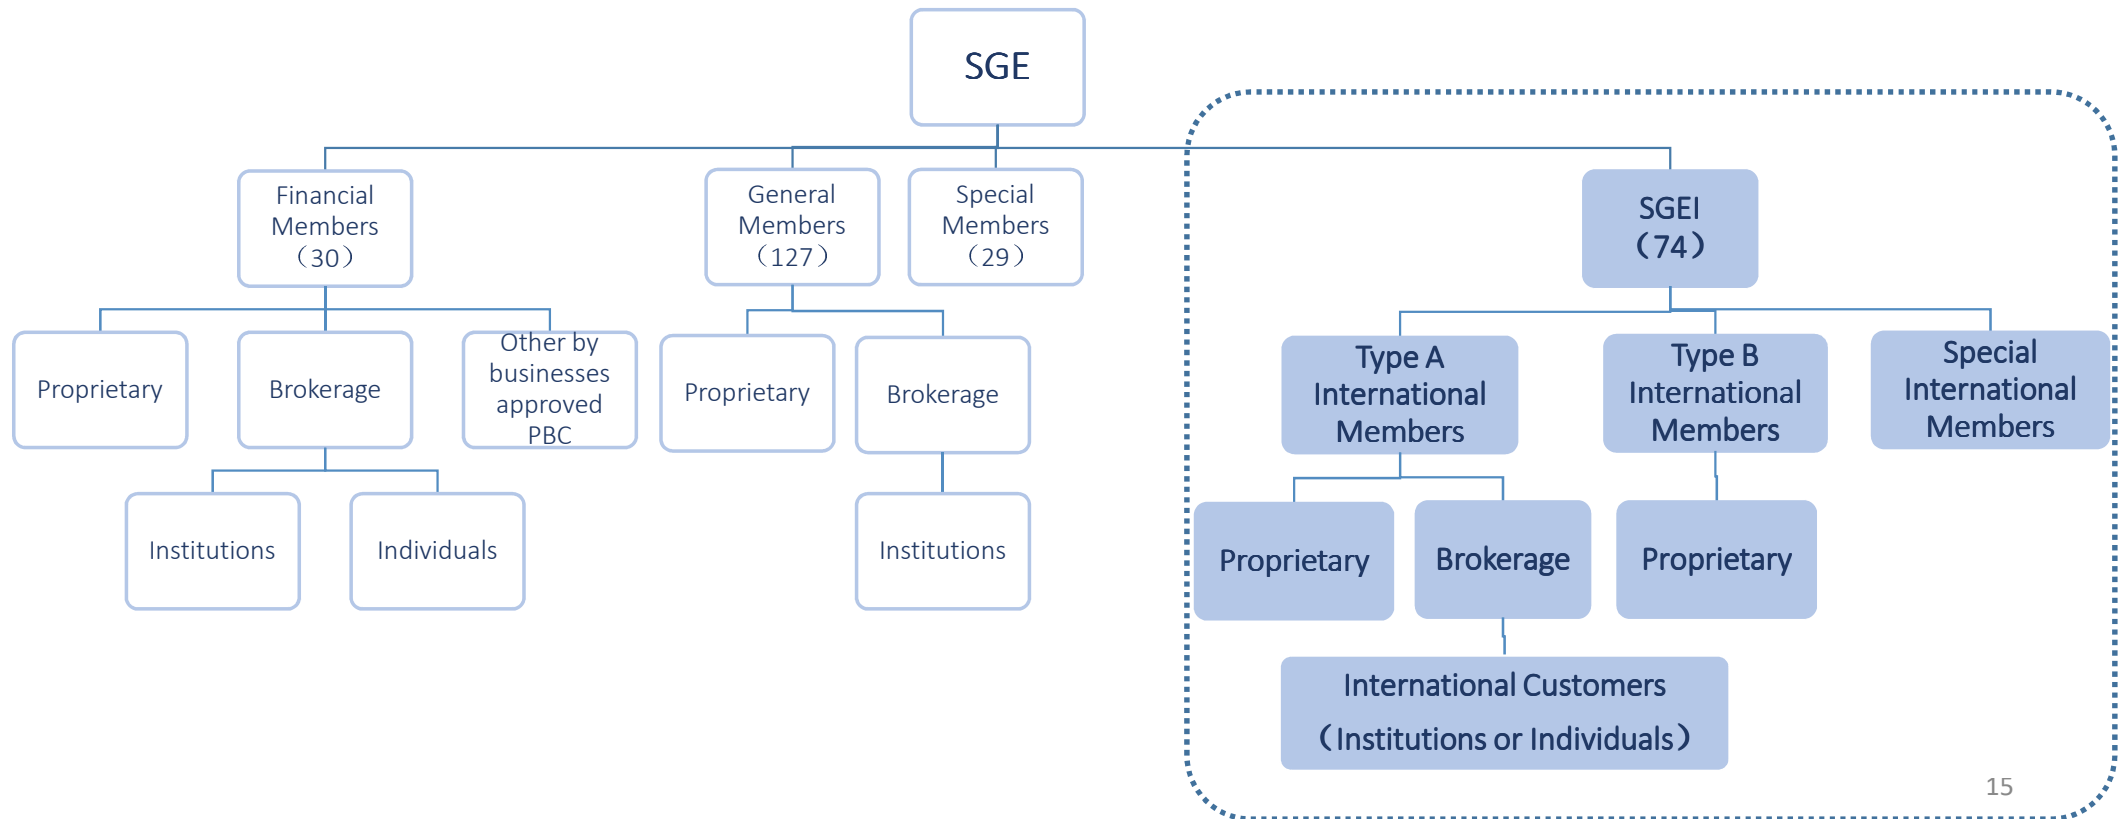 SGE
Financial
Members
（30）
General
Members
（127）
Special
Members
（29）
SGEI
（74）
Proprietary
Brokerage
Other by
businesses
approved
PBC
Proprietary
Brokerage
Type A
International
Members
Type B
International
Members
Special
International
Members
Institutions
Individuals
Institutions
Proprietary
Brokerage
Proprietary
International Customers
（Institutions or Individuals）
15